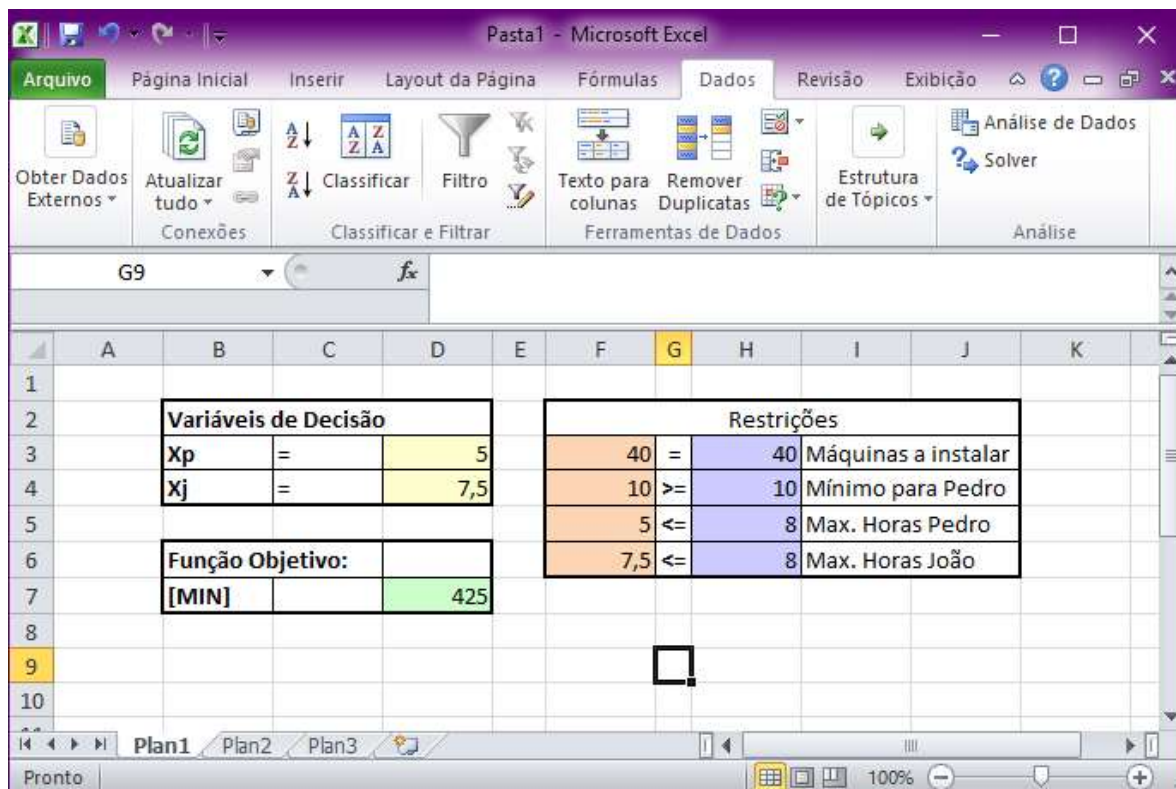 Pasta1 - Microsoft Excel
Arquivo Página Inicial Inserir Layout da Página Fórmulas Dados Revisão Exibição
Obter Dados Externos
Atualizar tudo
Conexões
Classificar
Filtro
Classificar e Filtrar
Texto para colunas
Remover Duplicatas
Ferramentas de Dados
Estrutura de Tópicos
Análise de Dados
Solver
Análise
G9 fx
A B C D E F G H I J K
1
2 Variáveis de Decisão Restrições
3 Xp = 5 40 = 40 Máquinas a instalar
4 Xj = 7,5 10 >= 10 Mínimo para Pedro
5 5 <= 8 Max. Horas Pedro
6 Função Objetivo: 7,5 <= 8 Max. Horas João
7 [MIN] 425
8
9
10
Plan1 Plan2 Plan3
Pronto 100%